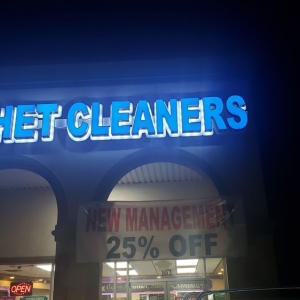 HET CLEANERS
NEW MANAGEMENT
25% OFF
OPEN